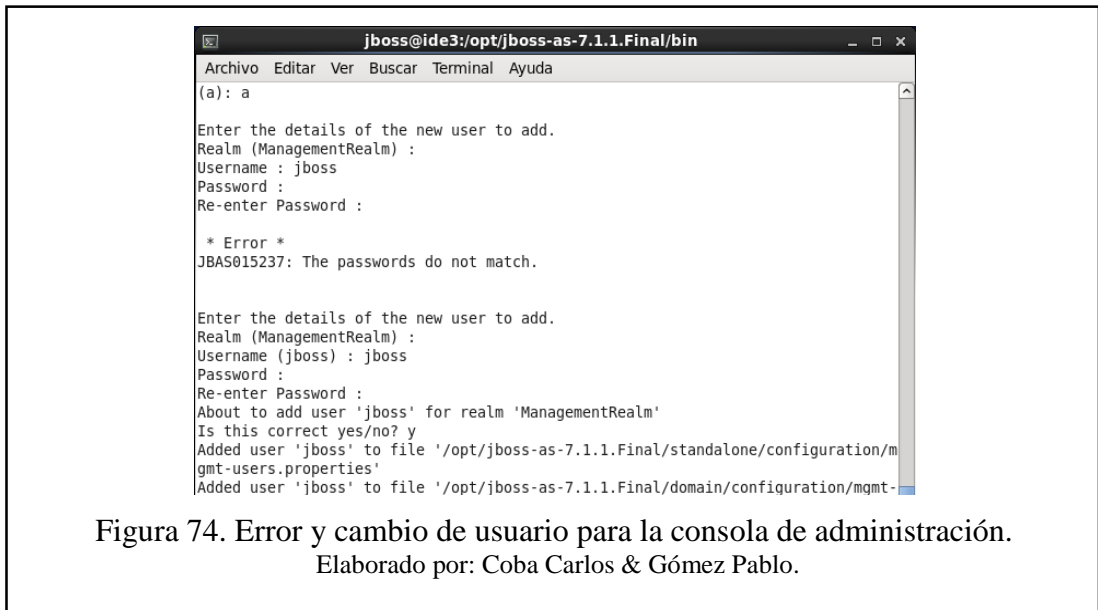 jboss@ide3:/opt/jboss-as-7.1.1.Final/bin
Archivo Editar Ver Buscar Terminal Ayuda
(a): a
Enter the details of the new user to add.
Realm (ManagementRealm) :
Username : jboss
Password :
Re-enter Password :
* Error *
JBAS015237: The passwords do not match.
Enter the details of the new user to add.
Realm (ManagementRealm) :
Username (jboss) : jboss
Password :
Re-enter Password :
About to add user 'jboss' for realm 'ManagementRealm'
Is this correct yes/no? y
Added user 'jboss' to file '/opt/jboss-as-7.1.1.Final/standalone/configuration/m
gmt-users.properties'
Added user 'jboss' to file '/opt/jboss-as-7.1.1.Final/domain/configuration/mgmt-
Figura 74. Error y cambio de usuario para la consola de administración.
Elaborado por: Coba Carlos & Gómez Pablo.